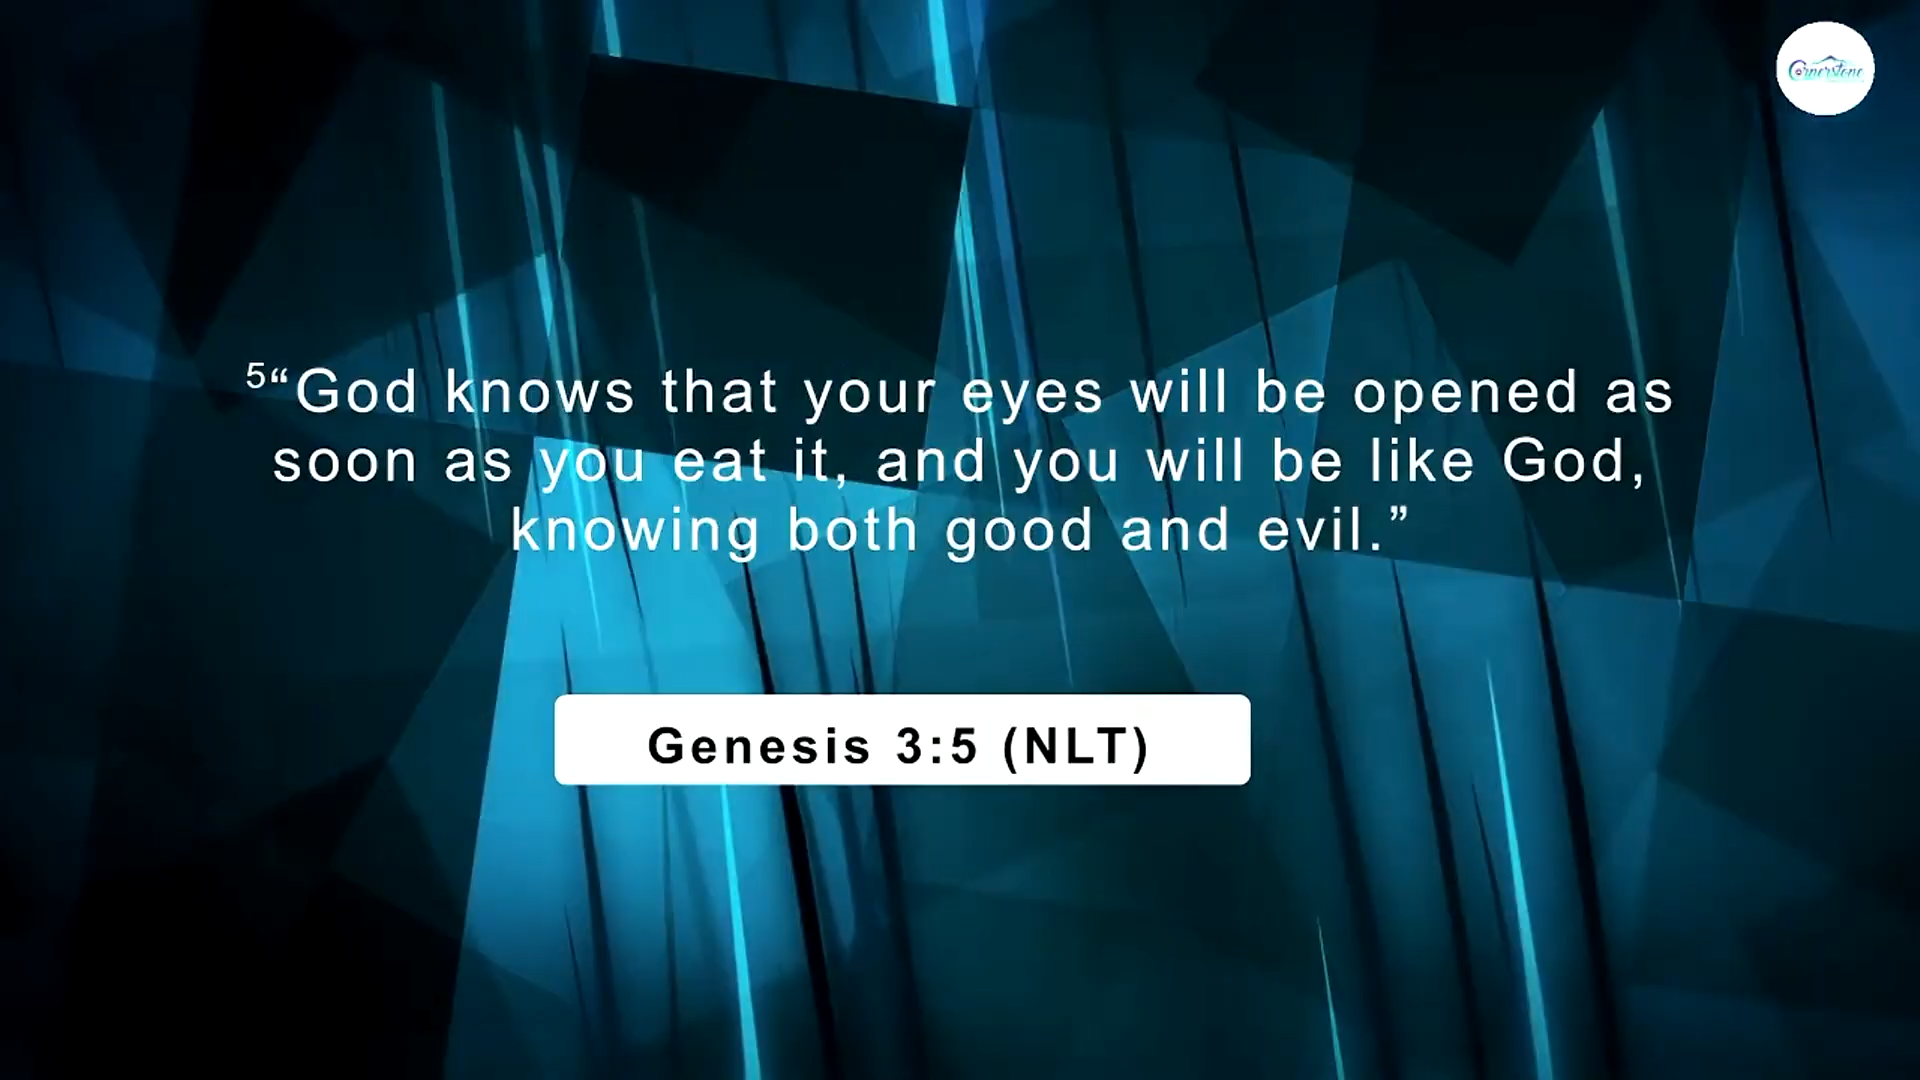 Cornerstone
⁵“God knows that your eyes will be opened as
soon as you eat it, and you will be like God,
knowing both good and evil.”
Genesis 3:5 (NLT)